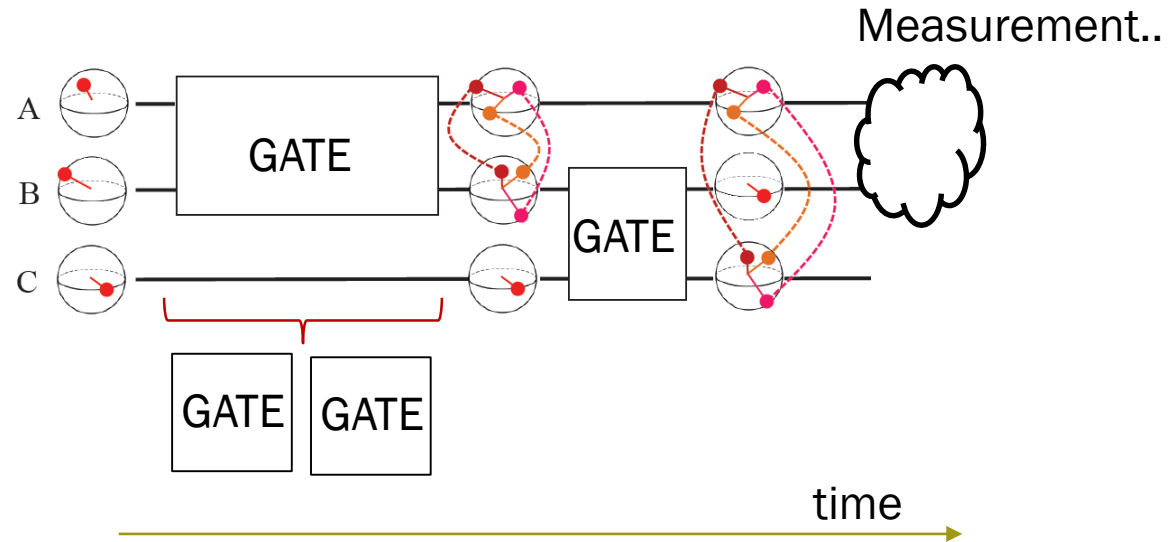 Measurement..
A
GATE
B
GATE
C
GATE GATE
time